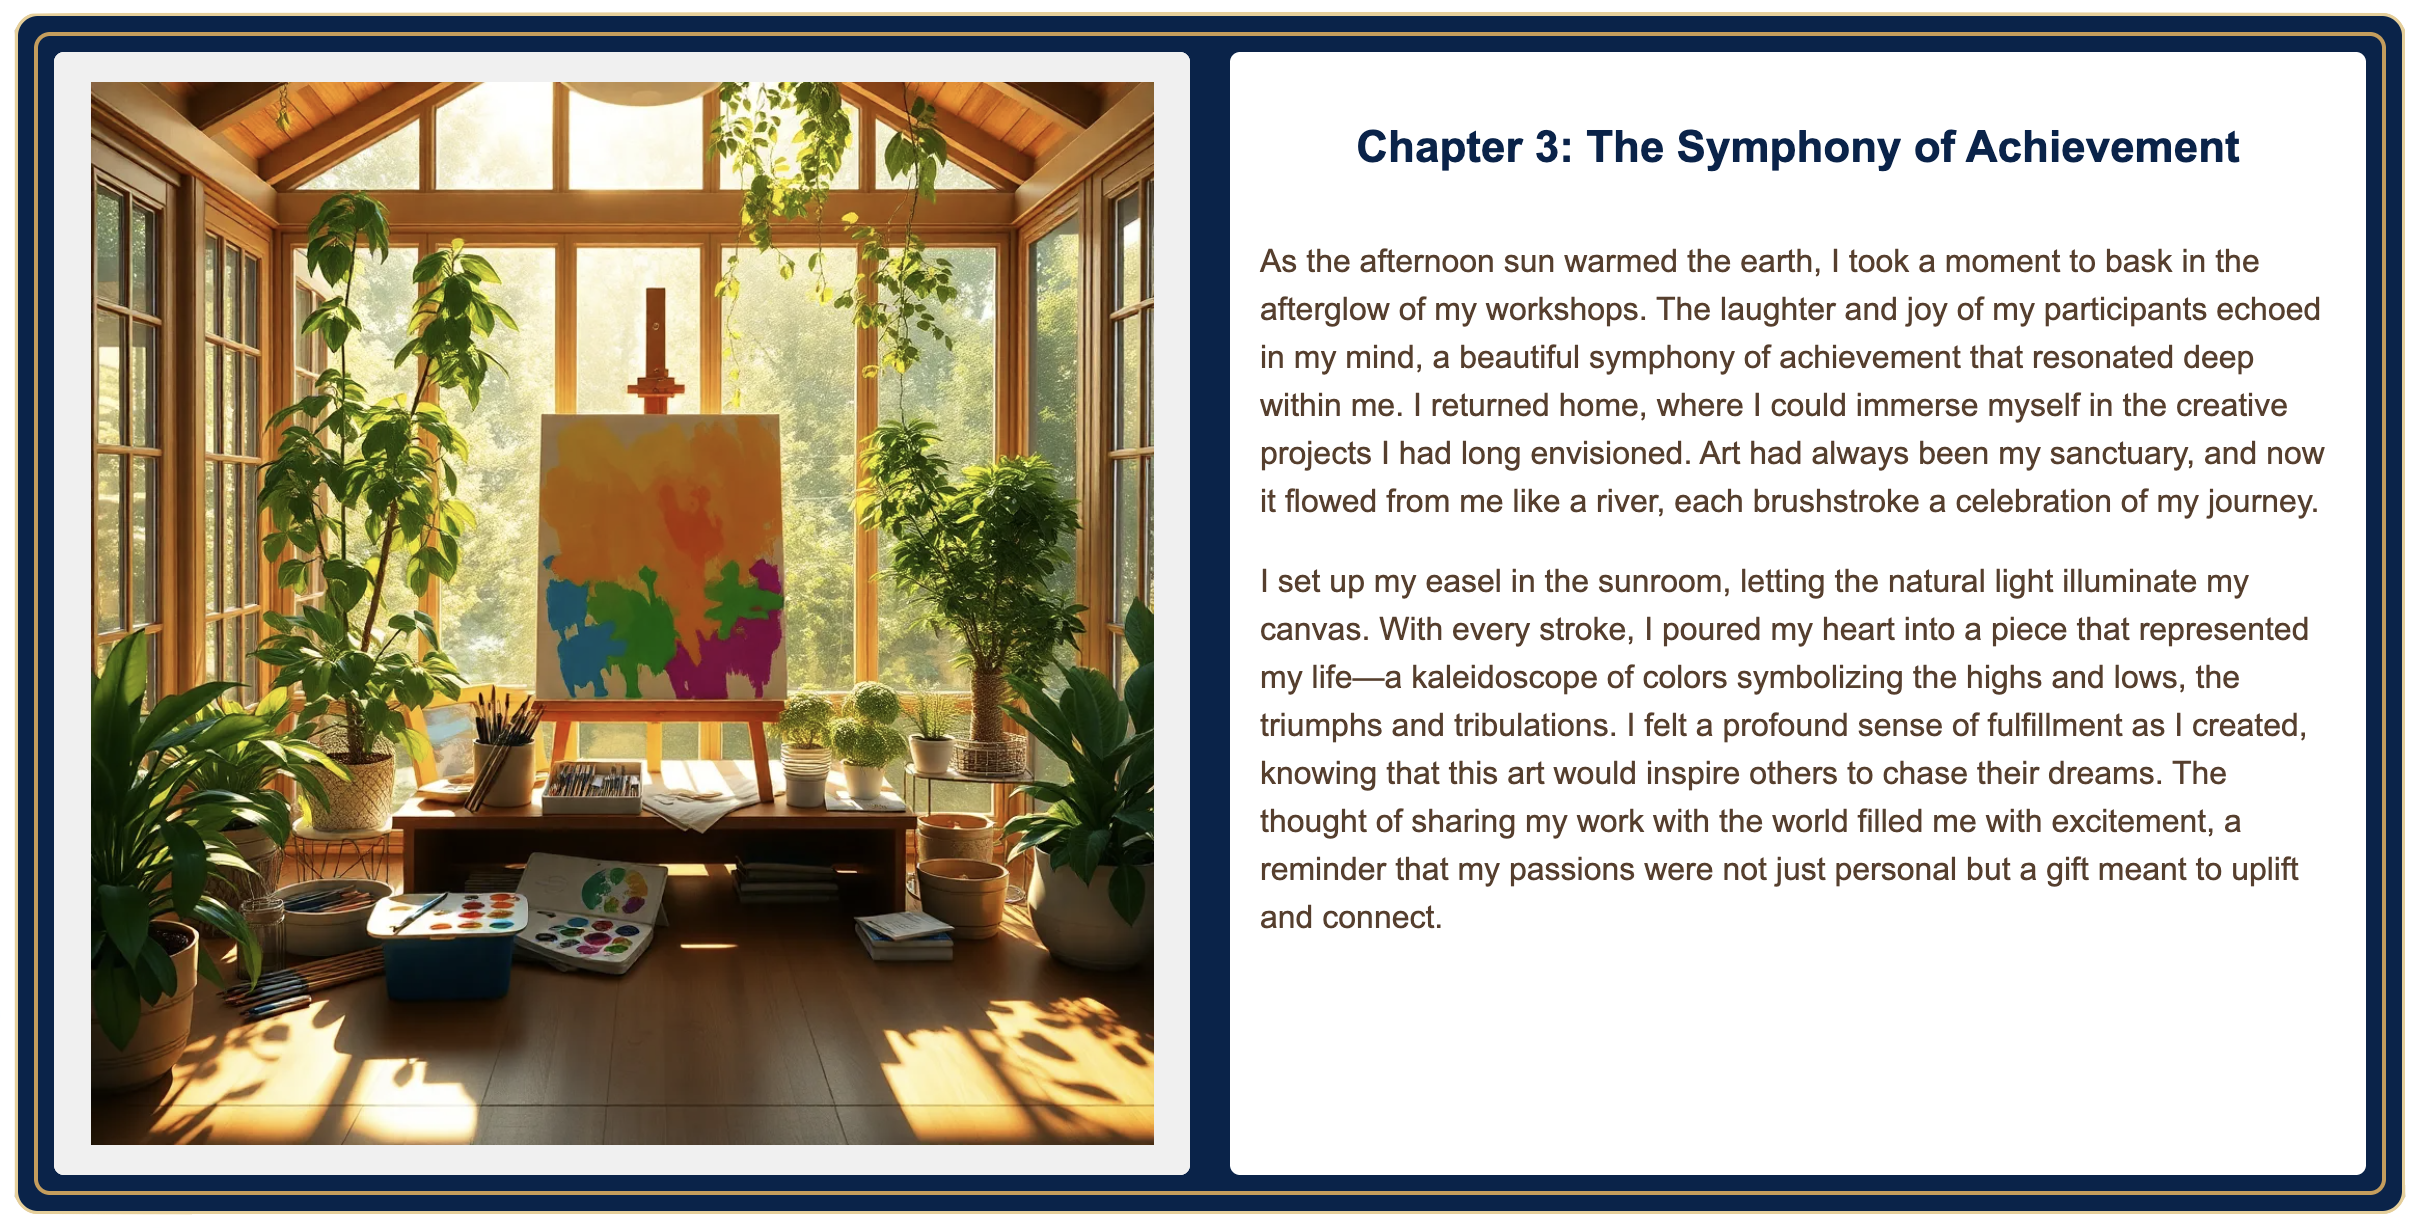 Chapter 3: The Symphony of Achievement
As the afternoon sun warmed the earth, I took a moment to bask in the
afterglow of my workshops. The laughter and joy of my participants echoed
in my mind, a beautiful symphony of achievement that resonated deep
within me. I returned home, where I could immerse myself in the creative
projects I had long envisioned. Art had always been my sanctuary, and now
it flowed from me like a river, each brushstroke a celebration of my journey.
I set up my easel in the sunroom, letting the natural light illuminate my
canvas. With every stroke, I poured my heart into a piece that represented
my life—a kaleidoscope of colors symbolizing the highs and lows, the
triumphs and tribulations. I felt a profound sense of fulfillment as I created,
knowing that this art would inspire others to chase their dreams. The
thought of sharing my work with the world filled me with excitement, a
reminder that my passions were not just personal but a gift meant to uplift
and connect.